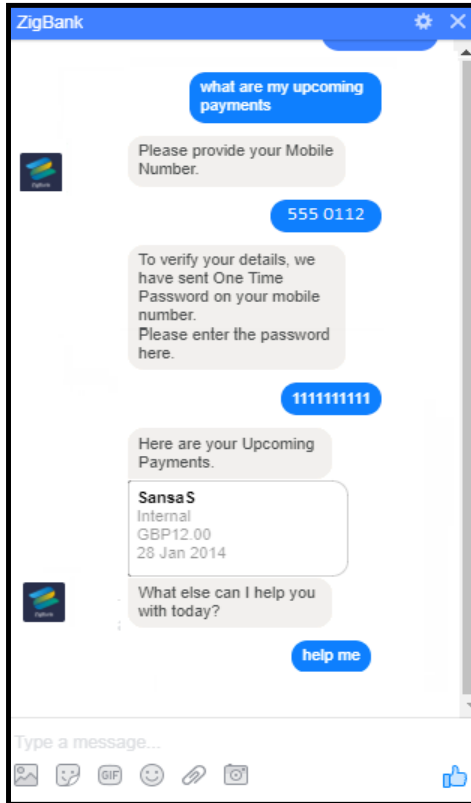 ZigBank
what are my upcoming
payments
Please provide your Mobile
Number.
555 0112
To verify your details, we
have sent One Time
Password on your mobile
number.
Please enter the password
here.
1111111111
Here are your Upcoming
Payments.
SansaS
Internal
GBP12.00
28 Jan 2014
What else can I help you
with today?
help me
Type a message...
GIF